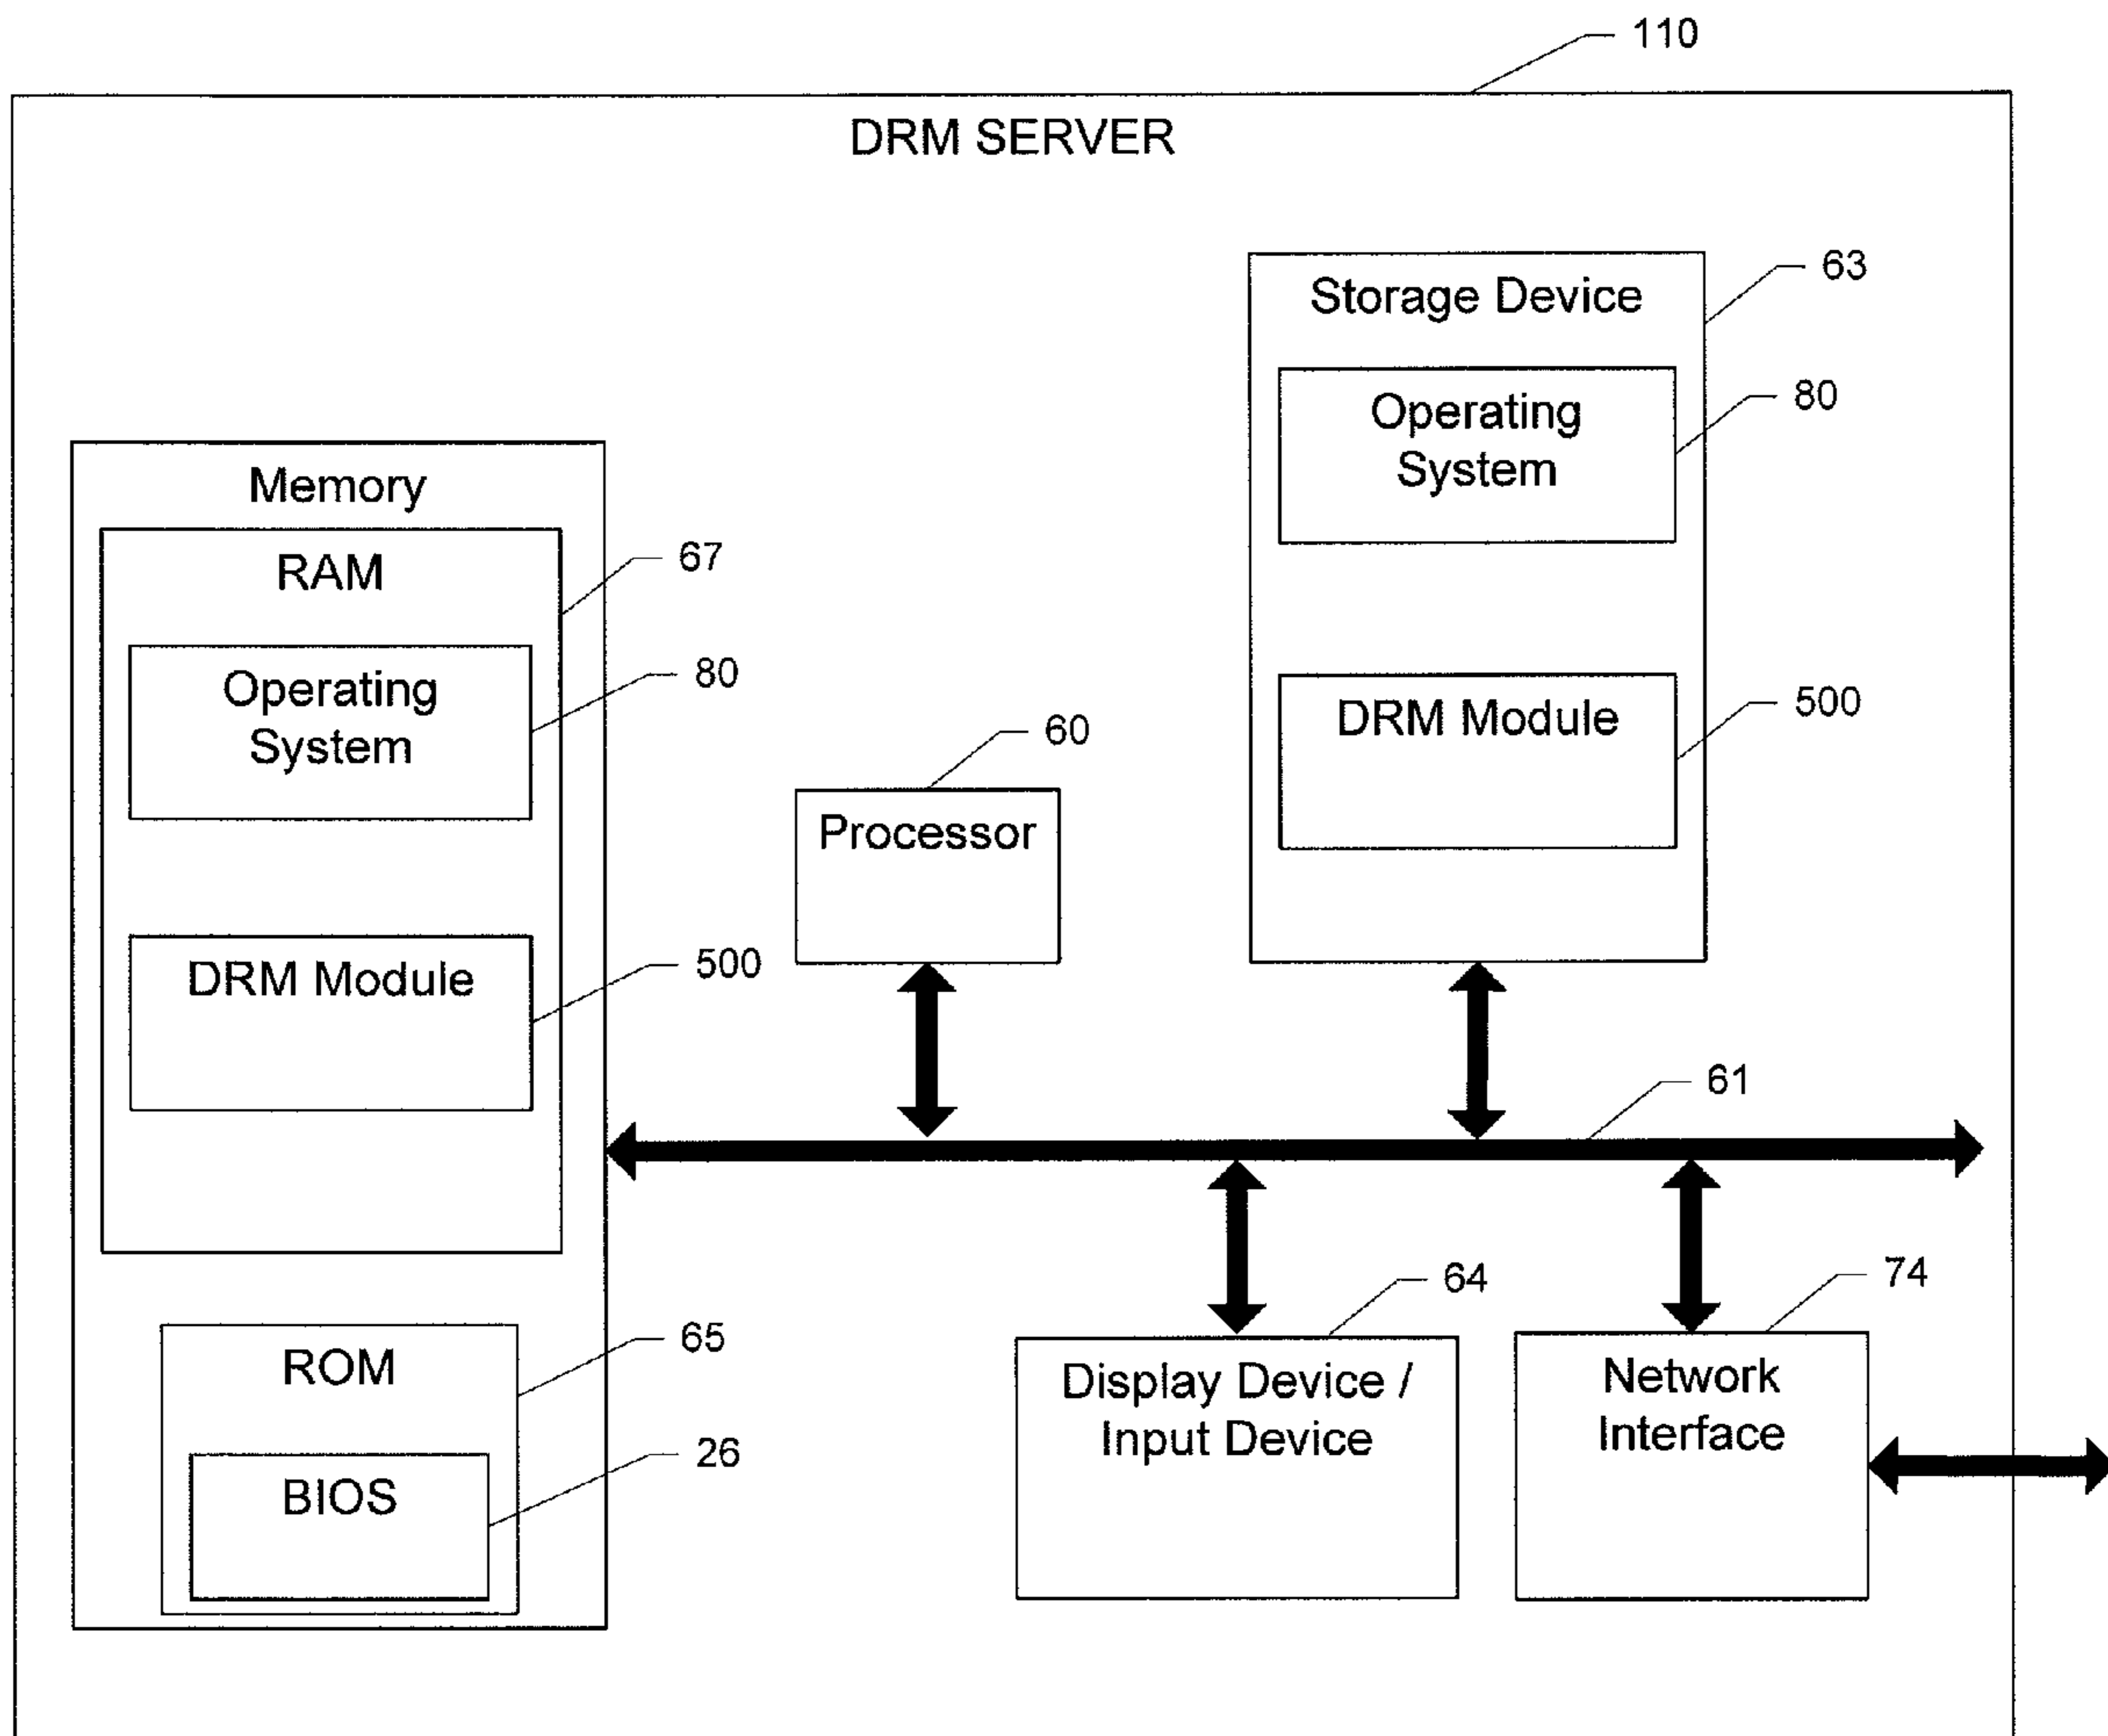 110
DRM SERVER
63
Storage Device
80
Operating
System
500
DRM Module
Memory
67
RAM
80
Operating
System
500
DRM Module
60
Processor
61
65
ROM
26
BIOS
64
Display Device /
Input Device
74
Network
Interface